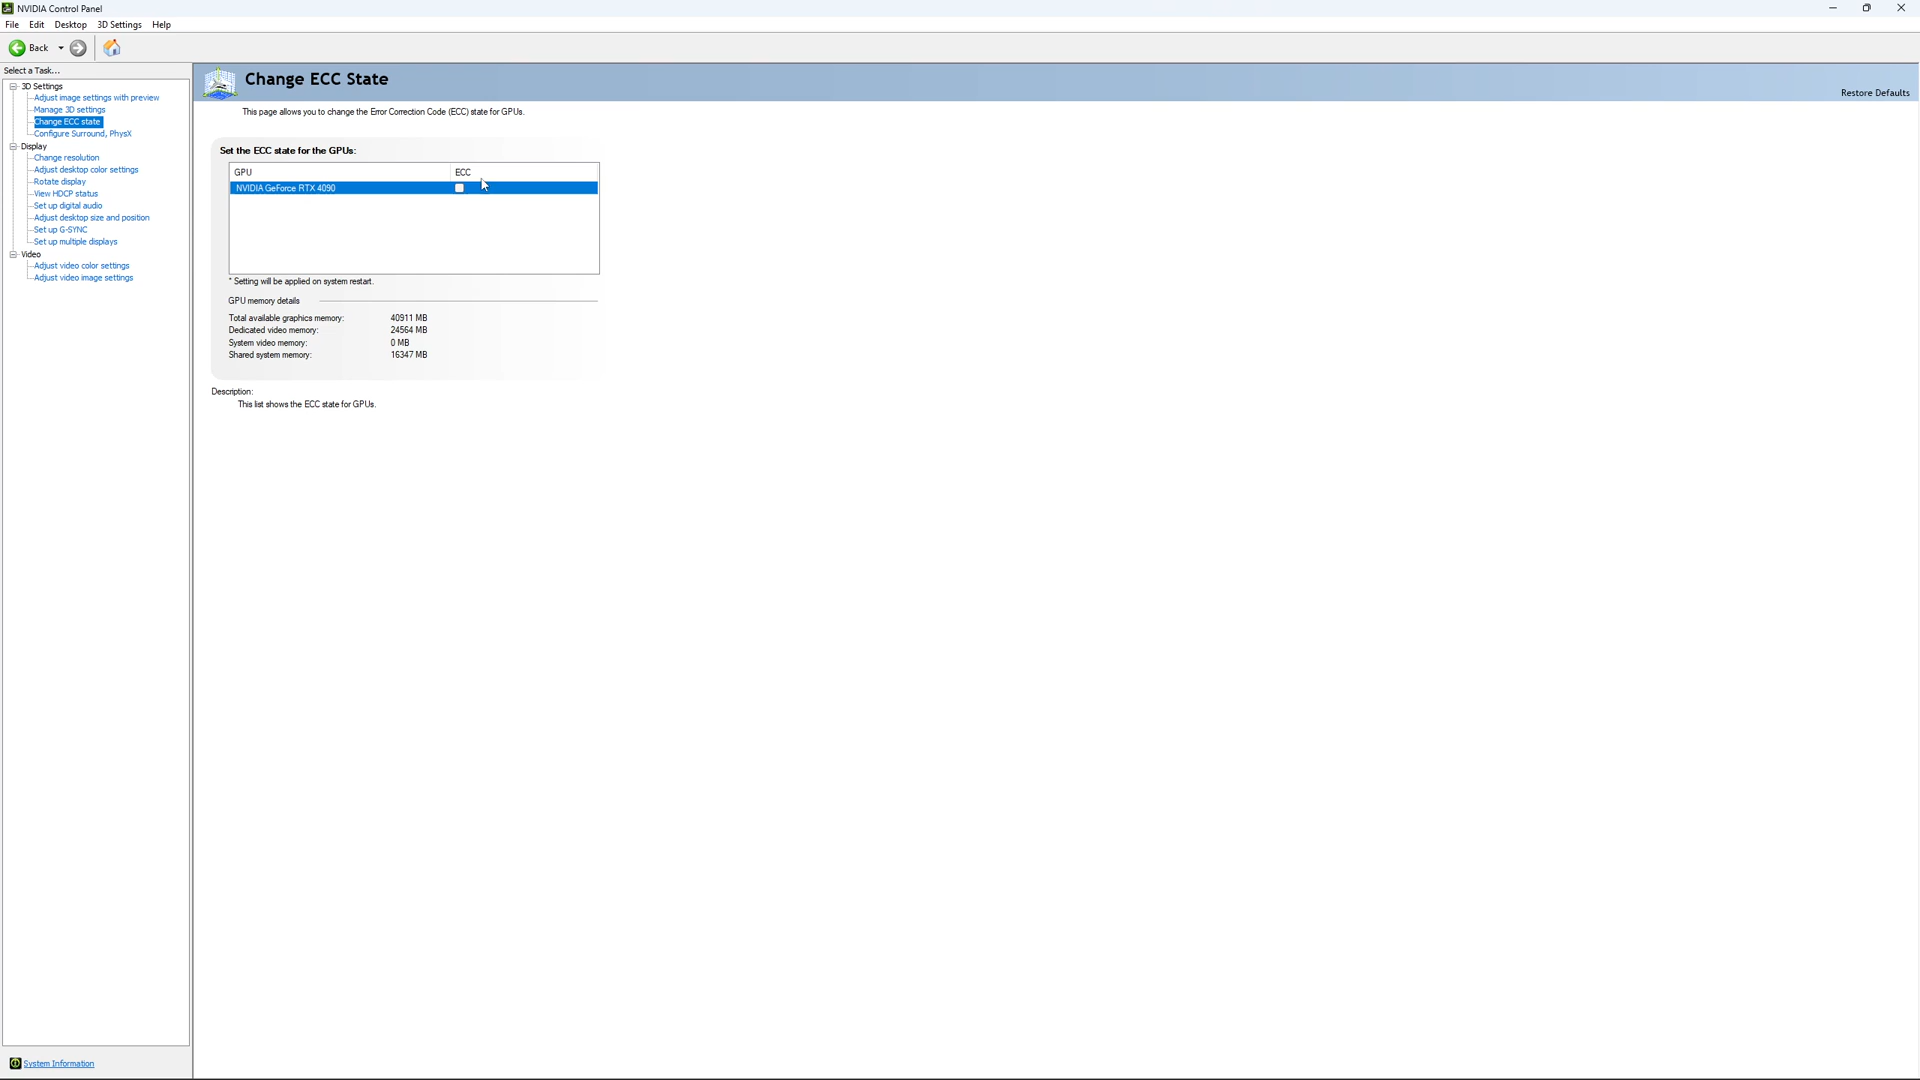 NVIDIA Control Panel
File Edit Desktop 3D Settings Help
Back
Select a Task...
3D Settings
Adjust image settings with preview
Manage 3D settings
Change ECC state
Configure Surround, PhysX
Display
Change resolution
Adjust desktop color settings
Rotate display
View HDCP status
Set up digital audio
Adjust desktop size and position
Set up G-SYNC
Set up multiple displays
Video
Adjust video color settings
Adjust video image settings
System Information
Change ECC State
Restore Defaults
This page allows you to change the Error Correction Code (ECC) state for GPUs.
Set the ECC state for the GPUs:
GPU ECC
NVIDIA GeForce RTX 4090
* Setting will be applied on system restart.
GPU memory details
Total available graphics memory: 40911 MB
Dedicated video memory: 24564 MB
System video memory: 0 MB
Shared system memory: 16347 MB
Description:
This list shows the ECC state for GPUs.